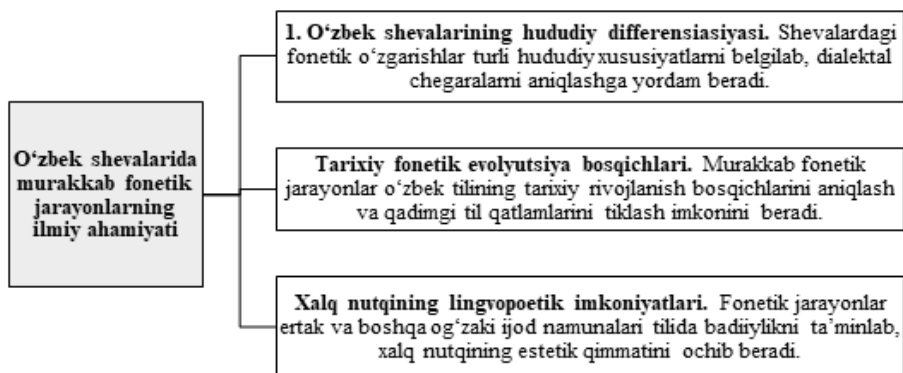 O‘zbek shevalarida
murakkab fonetik
jarayonlarning
ilmiy ahamiyati
1. O‘zbek shevalarining hududiy differensiasiyasi. Shevalardagi
fonetik o‘zgarishlar turli hududiy xususiyatlarni belgilab, dialektal
chegaralarni aniqlashga yordam beradi.
Tarixiy fonetik evolyutsiya bosqichlari. Murakkab fonetik
jarayonlar o‘zbek tilining tarixiy rivojlanish bosqichlarini aniqlash
va qadimgi til qatlamlarini tiklash imkonini beradi.
Xalq nutqining lingvopoetik imkoniyatlari. Fonetik jarayonlar
ertak va boshqa og‘zaki ijod namunalari tilida badiiylikni ta’minlab,
xalq nutqining estetik qimmatini ochib beradi.